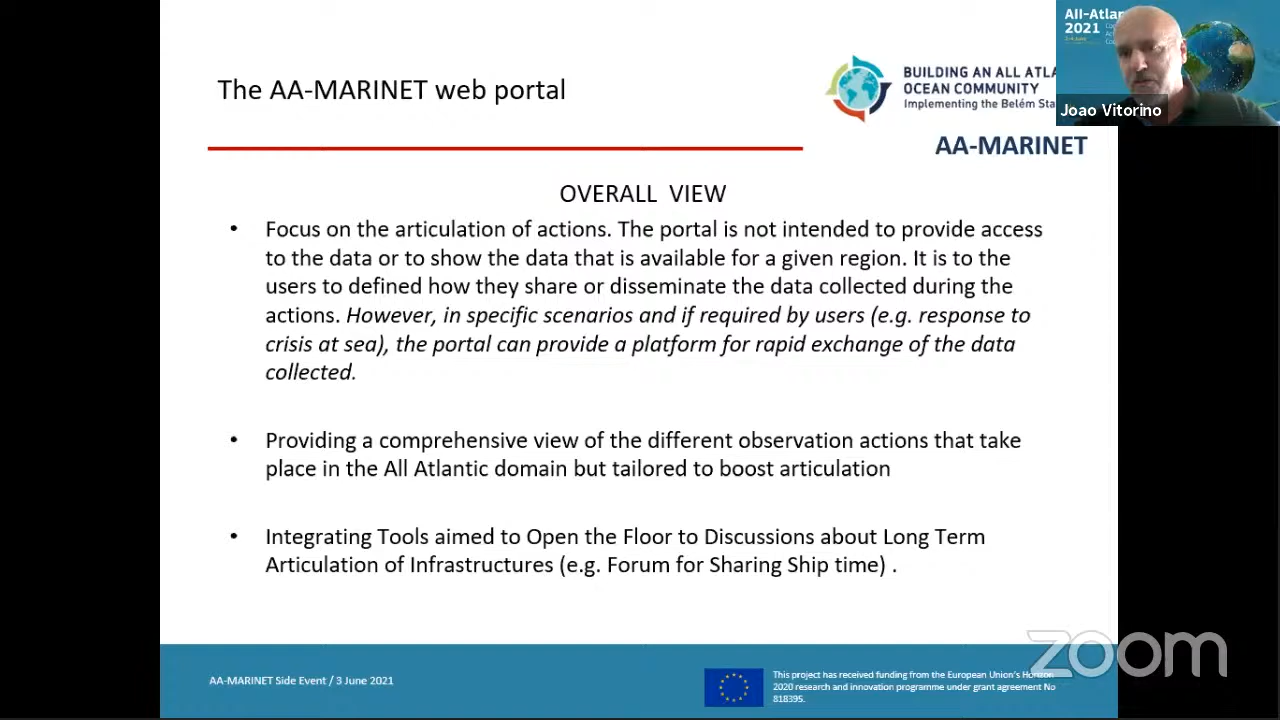 The AA-MARINET web portal
BUILDING AN ALL ATLA
OCEAN COMMUNITY
Implementing the Belém Sta
All-Atla
2021
Joao Vitorino
AA-MARINET
OVERALL VIEW
• Focus on the articulation of actions. The portal is not intended to provide access
to the data or to show the data that is available for a given region. It is to the
users to defined how they share or disseminate the data collected during the
actions. However, in specific scenarios and if required by users (e.g. response to
crisis at sea), the portal can provide a platform for rapid exchange of the data
collected.
• Providing a comprehensive view of the different observation actions that take
place in the All Atlantic domain but tailored to boost articulation
• Integrating Tools aimed to Open the Floor to Discussions about Long Term
Articulation of Infrastructures (e.g. Forum for Sharing Ship time) .
AA-MARINET Side Event / 3 June 2021
This project has received funding from the European Union's Horizon
2020 research and innovation programme under grant agreement No
818395.
zoom